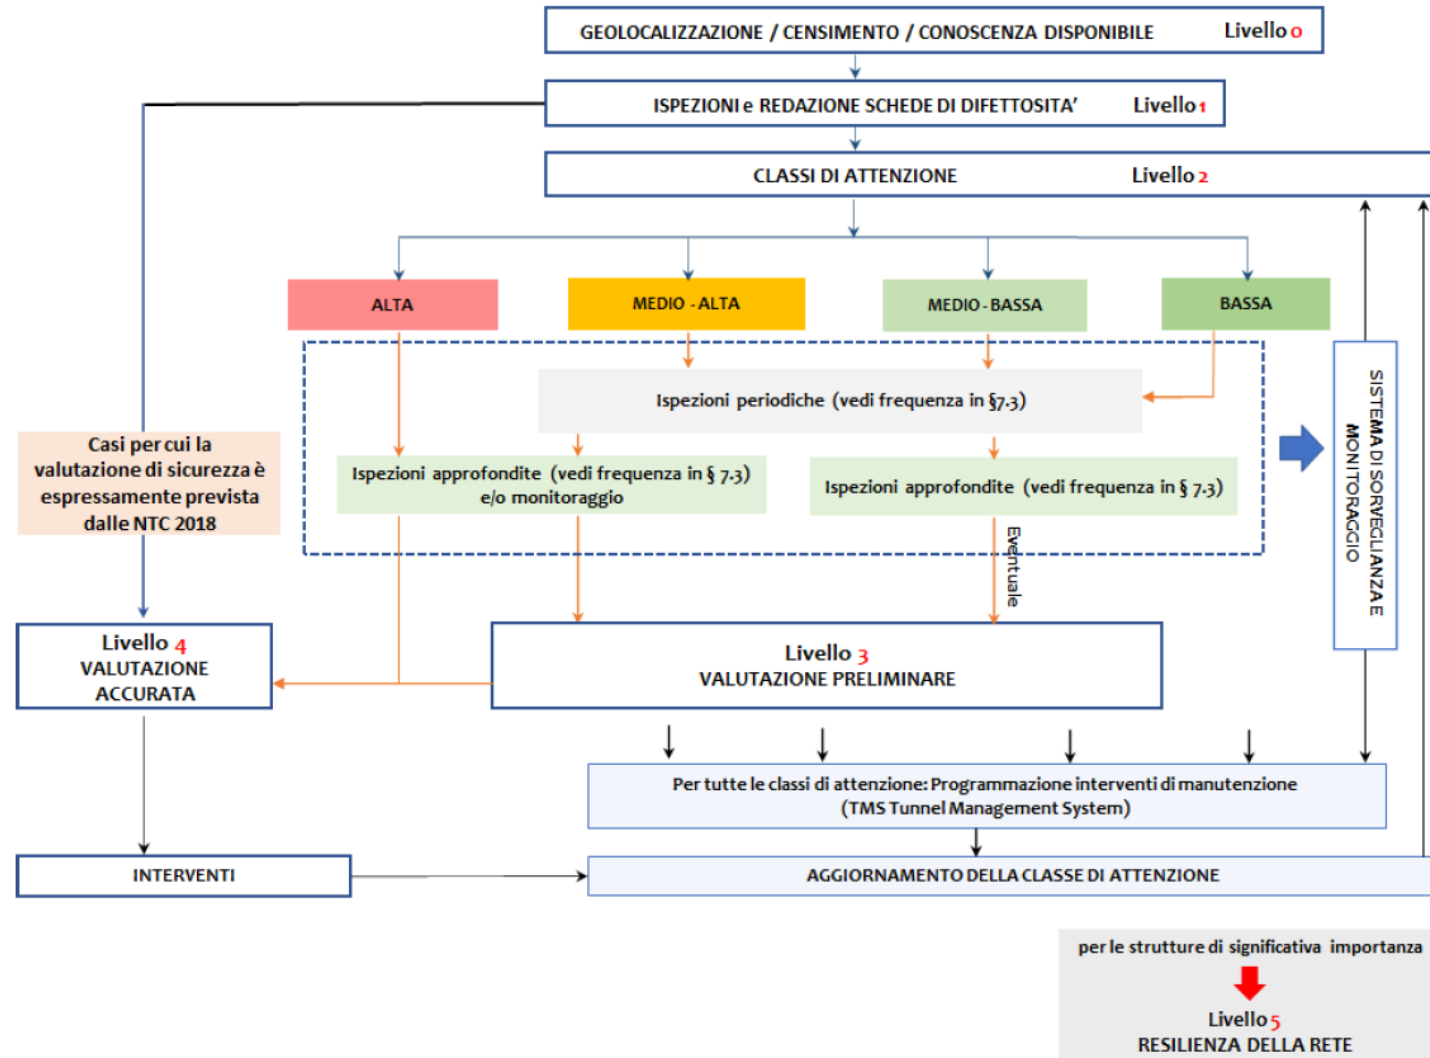 GEOLOCALIZZAZIONE / CENSIMENTO / CONOSCENZA DISPONIBILE Livello 0
ISPEZIONI e REDAZIONE SCHEDE DI DIFETTOSITA' Livello 1
CLASSI DI ATTENZIONE Livello 2
ALTA
MEDIO - ALTA
MEDIO - BASSA
BASSA
Ispezioni periodiche (vedi frequenza in §7.3)
Casi per cui la
valutazione di sicurezza è
espressamente prevista
dalle NTC 2018
Ispezioni approfondite (vedi frequenza in § 7.3)
e/o monitoraggio
Ispezioni approfondite (vedi frequenza in § 7.3)
SISTEMA DI SORVEGLIANZA E
MONITORAGGIO
Eventuale
Livello 4
VALUTAZIONE
ACCURATA
Livello 3
VALUTAZIONE PRELIMINARE
Per tutte le classi di attenzione: Programmazione interventi di manutenzione
(TMS Tunnel Management System)
INTERVENTI
AGGIORNAMENTO DELLA CLASSE DI ATTENZIONE
per le strutture di significativa importanza
Livello 5
RESILIENZA DELLA RETE